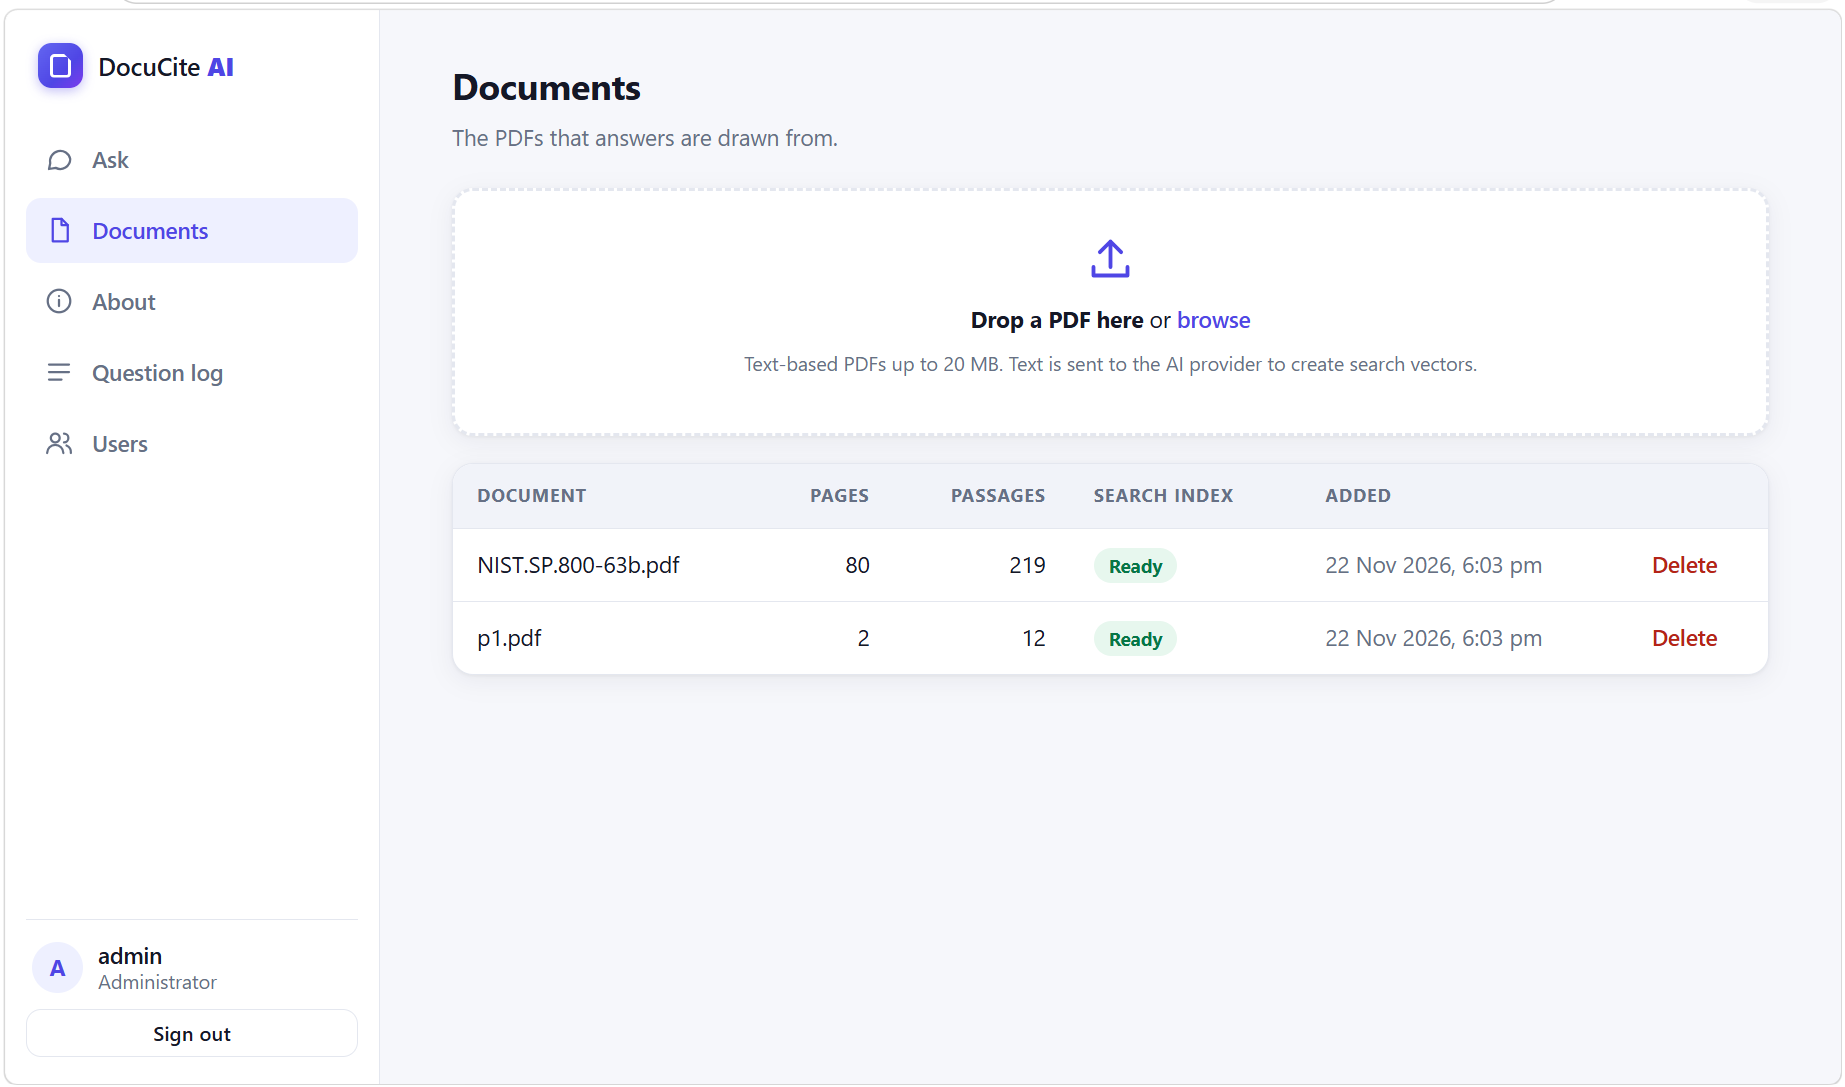 DocuCite AI
Ask
Documents
About
Question log
Users
A
admin
Administrator
Sign out
Documents
The PDFs that answers are drawn from.
Drop a PDF here or browse
Text-based PDFs up to 20 MB. Text is sent to the AI provider to create search vectors.
DOCUMENT PAGES PASSAGES SEARCH INDEX ADDED
NIST.SP.800-63b.pdf 80 219 Ready 22 Nov 2026, 6:03 pm Delete
p1.pdf 2 12 Ready 22 Nov 2026, 6:03 pm Delete